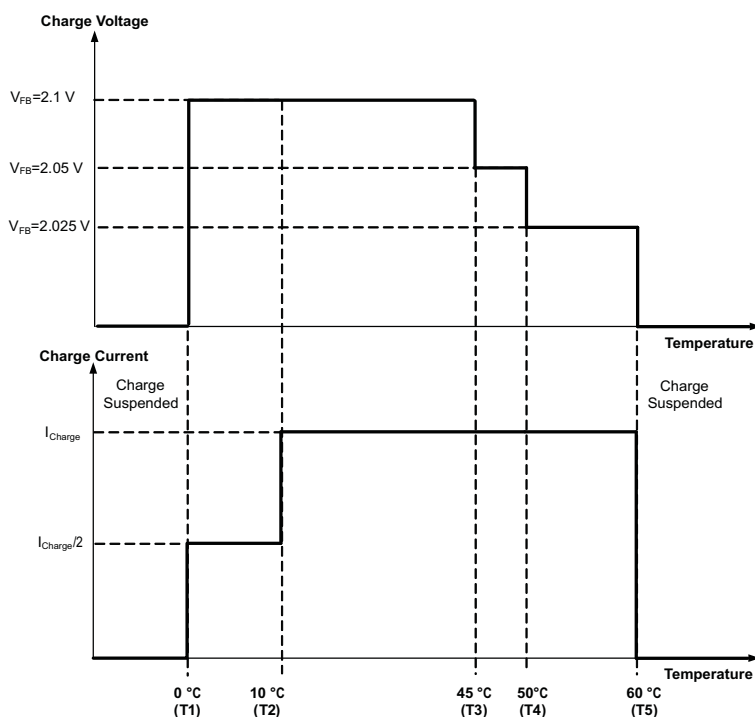 Charge Voltage
V_FB=2.1 V
V_FB=2.05 V
V_FB=2.025 V
Temperature
Charge Current
Charge
Suspended
Charge
Suspended
I_Charge
I_Charge/2
Temperature
0 °C
(T1)
10 °C
(T2)
45 °C
(T3)
50°C
(T4)
60 °C
(T5)